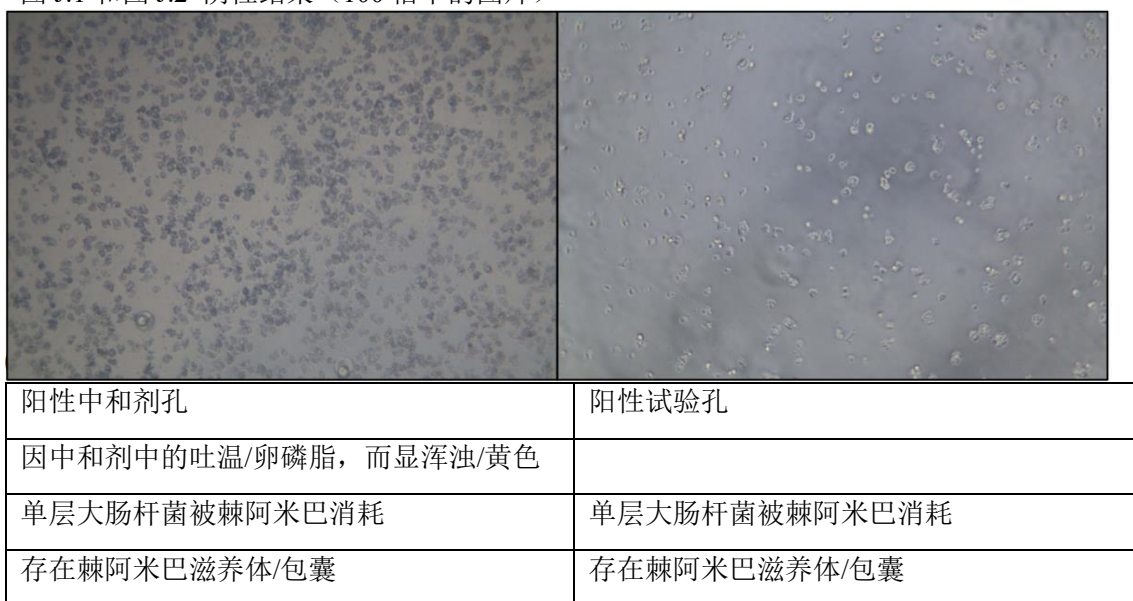 阳性中和剂孔
阳性试验孔
因中和剂中的吐温/卵磷脂，而显浑浊/黄色
单层大肠杆菌被棘阿米巴消耗
单层大肠杆菌被棘阿米巴消耗
存在棘阿米巴滋养体/包囊
存在棘阿米巴滋养体/包囊